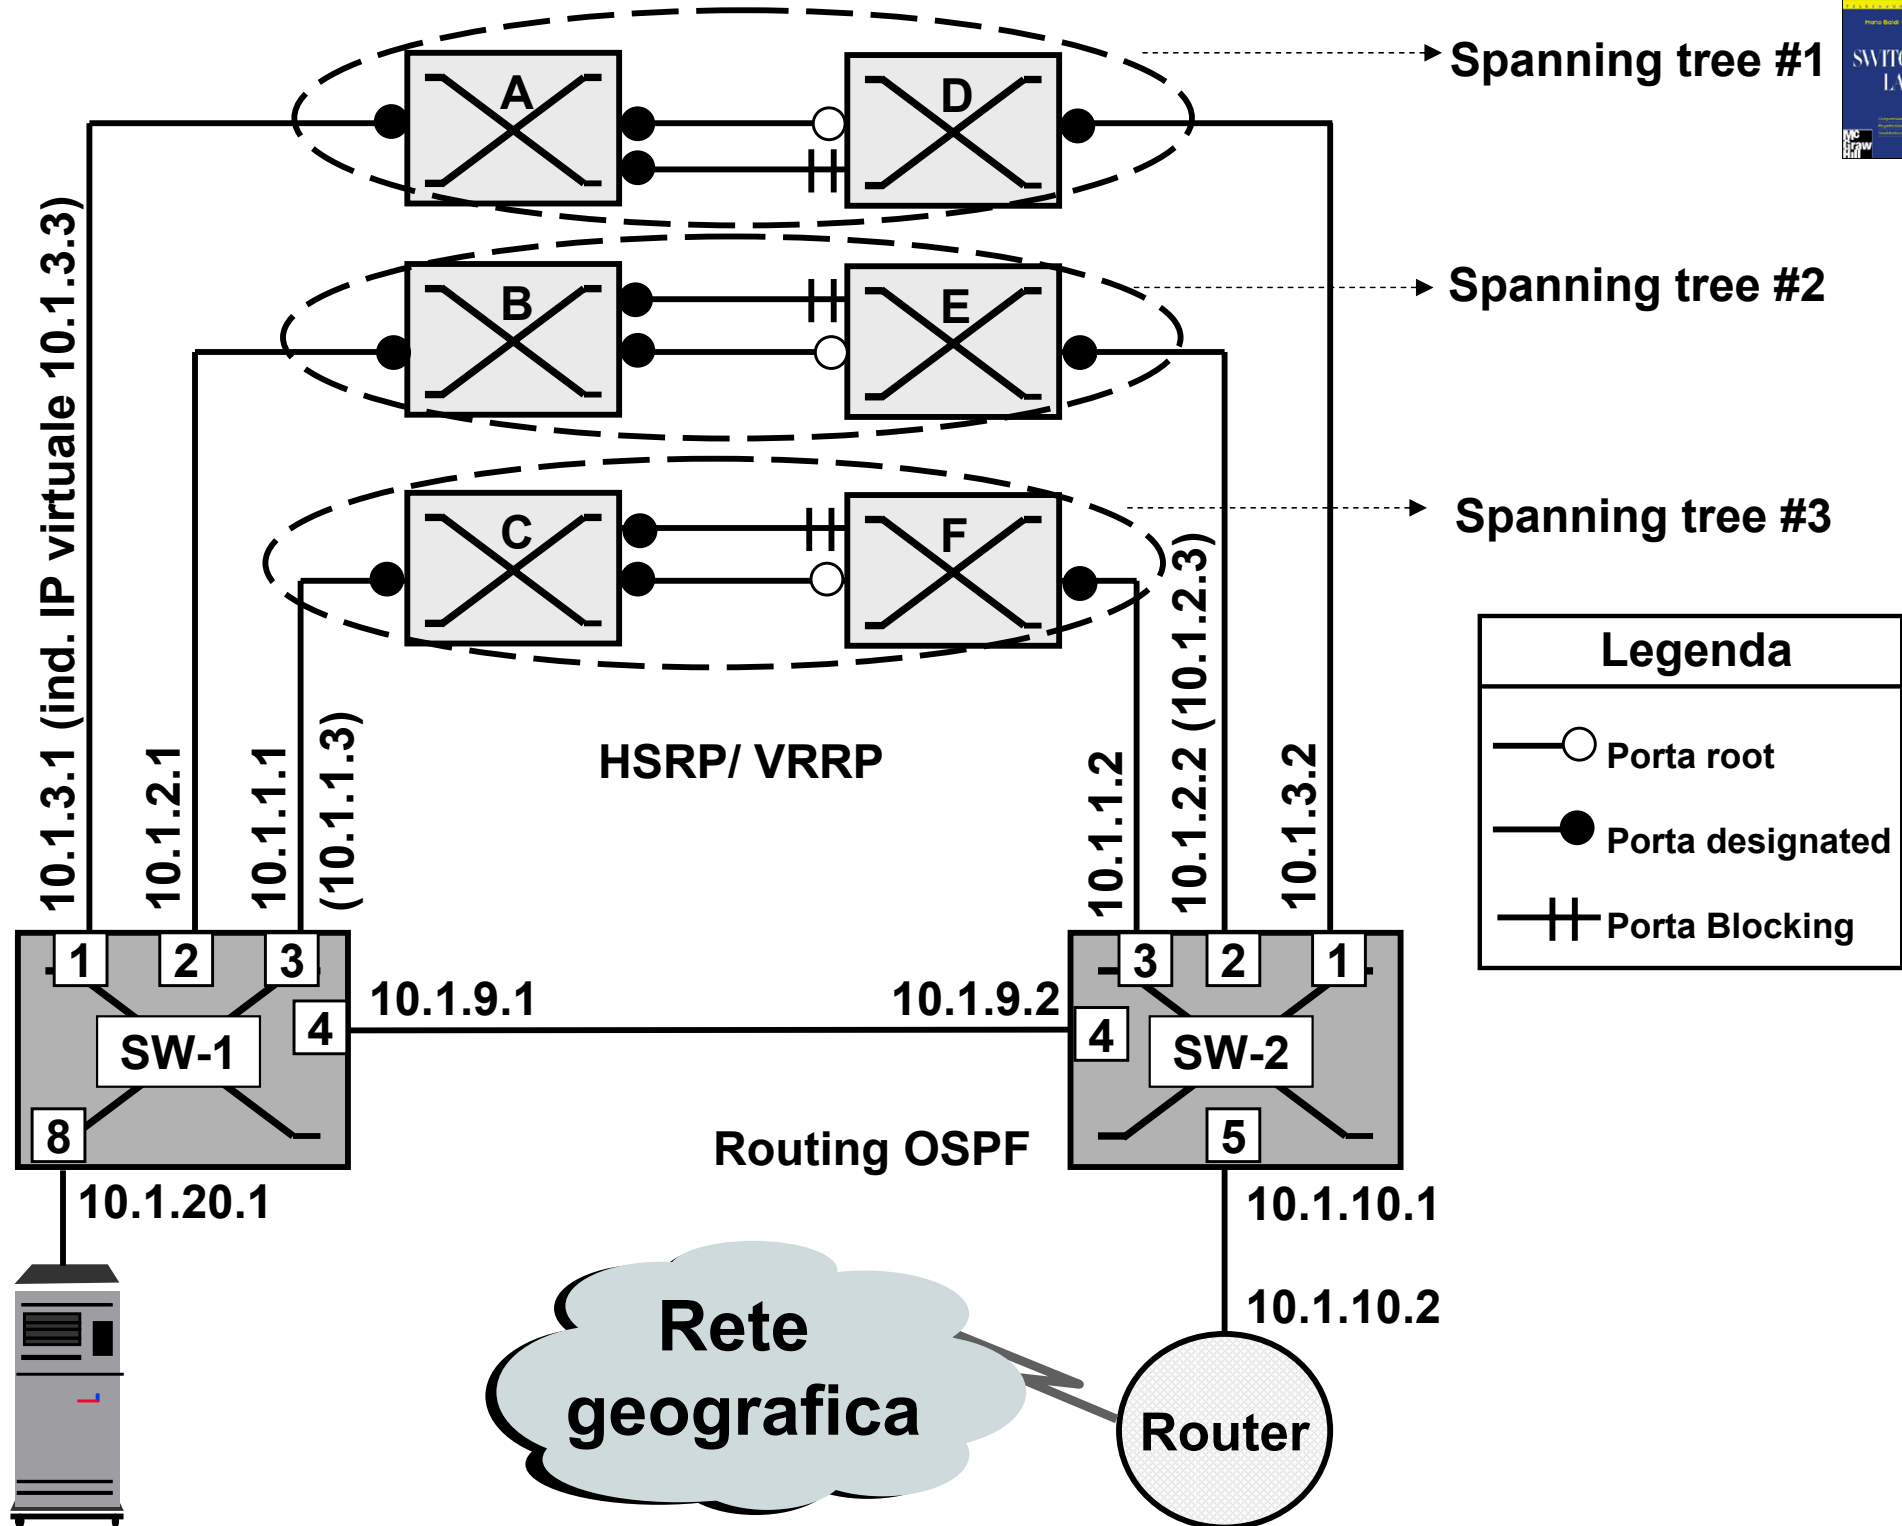 A
D
Spanning tree #1
Mario Baldi
Mc
Graw
Hill
B
E
Spanning tree #2
C
F
Spanning tree #3
10.1.3.1 (ind. IP virtuale 10.1.3.3)
10.1.2.1
10.1.1.1
(10.1.1.3)
HSRP/ VRRP
10.1.1.2
10.1.2.2 (10.1.2.3)
10.1.3.2
Legenda
Porta root
Porta designated
Porta Blocking
1
2
3
4
SW-1
8
10.1.9.1
10.1.9.2
3
2
1
4
SW-2
5
Routing OSPF
10.1.20.1
10.1.10.1
10.1.10.2
Rete
geografica
Router